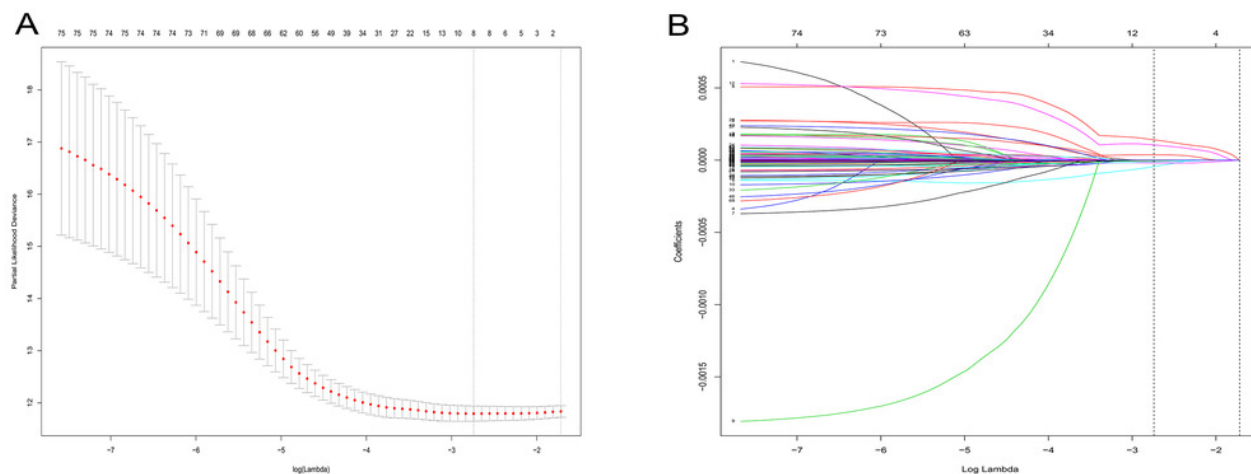 A
75 75 75 74 75 74 74 74 73 71 69 69 68 66 62 60 56 49 39 34 31 27 22 15 13 10 8 8 6 5 3 2
18
17
16
15
14
13
12
Partial Likelihood Deviance
-7 -6 -5 -4 -3 -2
log(Lambda)
B
74 73 63 34 12 4
0.0005
0.0000
-0.0005
-0.0010
-0.0015
Coefficients
-7 -6 -5 -4 -3 -2
Log Lambda